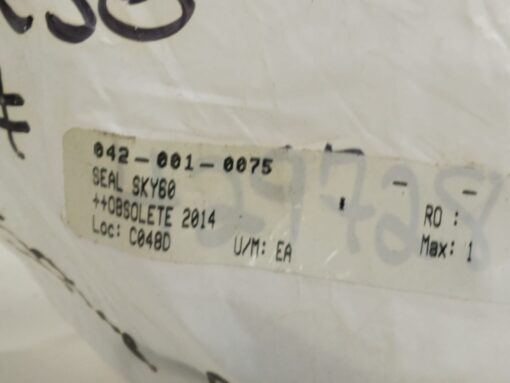 042-001-0075
SEAL SKY60
++OBSOLETE 2014
Loc: C048D
U/M: EA
* - -
RO :
Max: 1